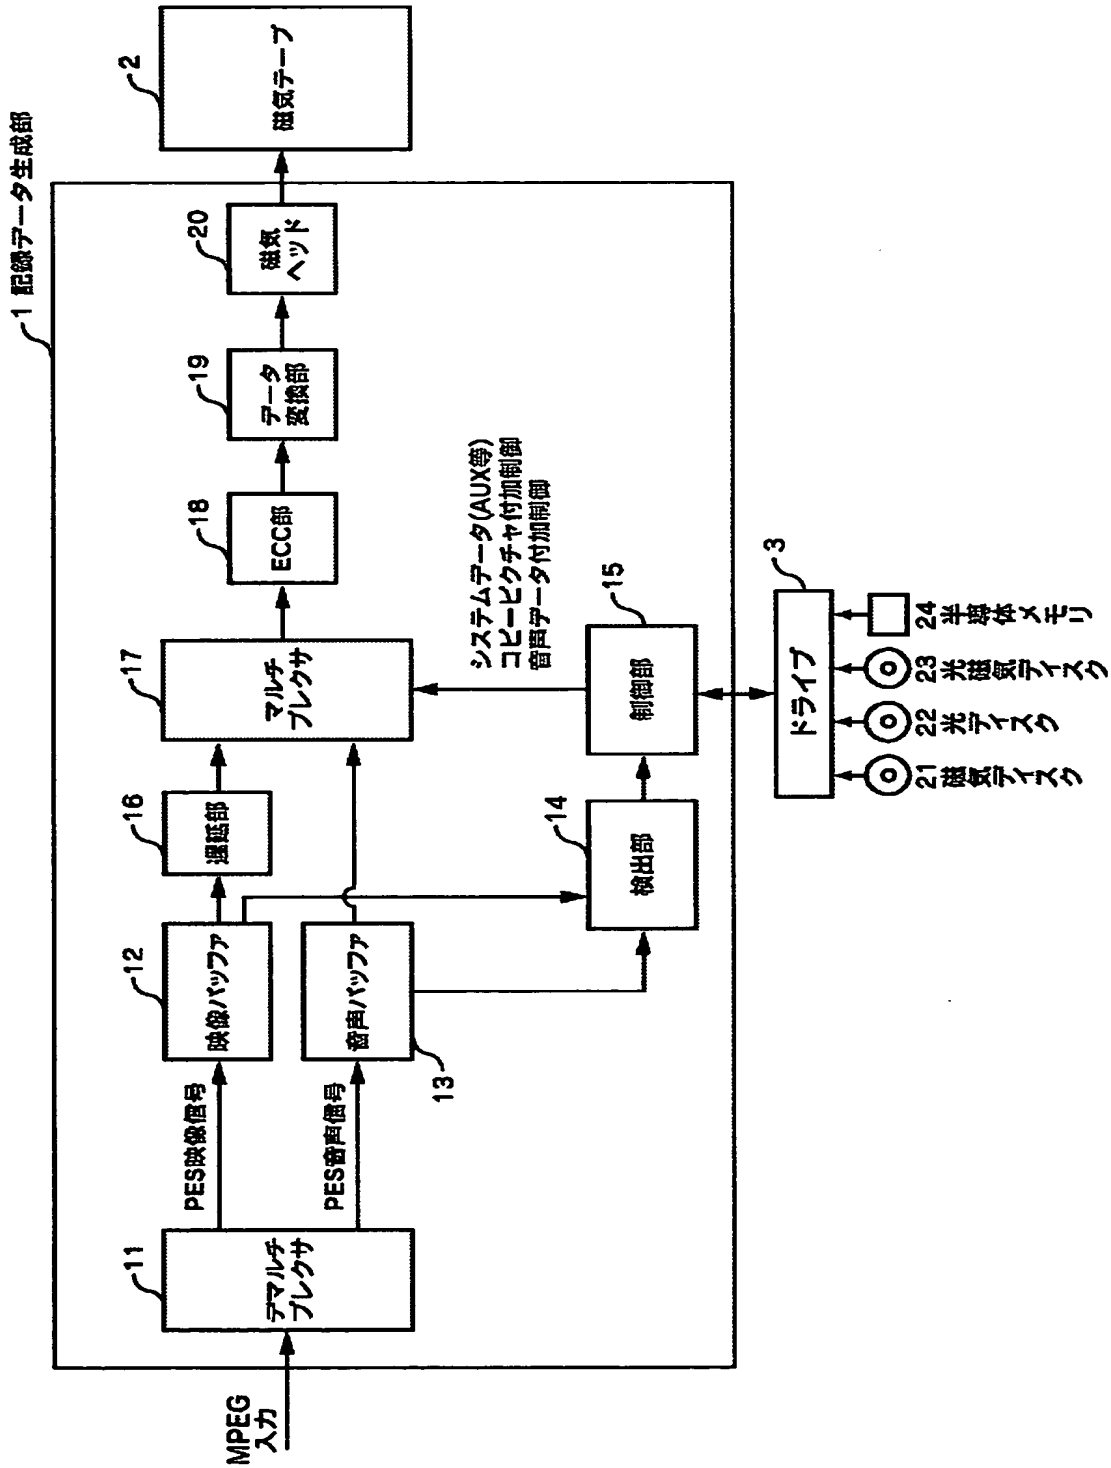 1 記録データ生成部
MPEG
入力
11
デマルチ
プレクサ
PES映像信号
PES音声信号
12
映像バッファ
13
音声バッファ
16
遅延部
14
検出部
15
制御部
17
マルチ
プレクサ
システムデータ(AUX等)
コピーピクチャ付加制御
音声データ付加制御
18
ECC部
19
データ
変換部
20
磁気
ヘッド
2
磁気テープ
3
ドライブ
21 磁気ディスク
22 光ディスク
23 光磁気ディスク
24 半導体メモリ